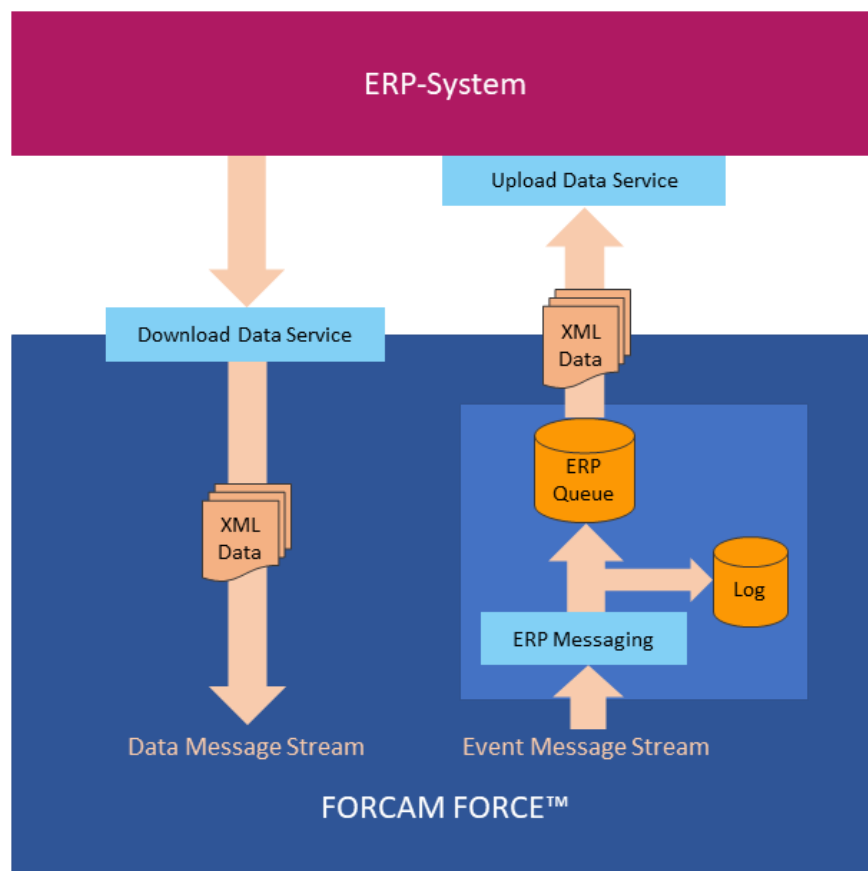 ERP-System
Upload Data Service
Download Data Service
XML
Data
ERP
Queue
XML
Data
Log
ERP Messaging
Data Message Stream
Event Message Stream
FORCAM FORCE™